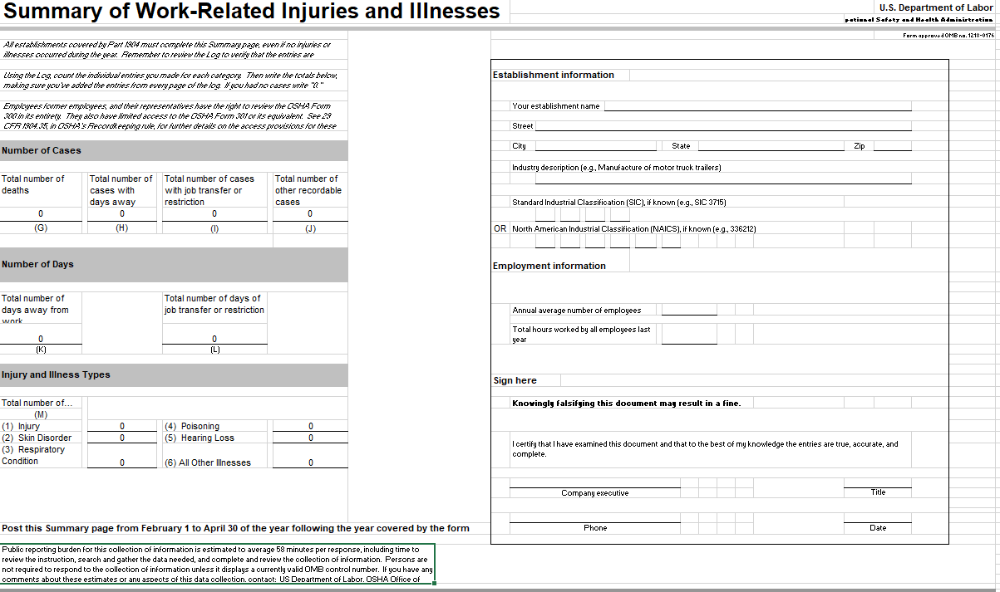 Summary of Work-Related Injuries and Illnesses
U.S. Department of Labor
pational Safety and Health Administration
Form approved OMB no. 1218-0176
All establishments covered by Part 1904 must complete this Summary page, even if no injuries or
illnesses occurred during the year. Remember to review the Log to verify that the entries are
Using the Log, count the individual entries you made for each category. Then write the totals below,
making sure you've added the entries from every page of the log. If you had no cases write "0."
Employees former employees, and their representatives have the right to review the OSHA Form
300 in its entirety. They also have limited access to the OSHA Form 301 or its equivalent. See 29
CFR 1904.35, in OSHA's Recordkeeping rule, for further details on the access provisions for these
Number of Cases
Total number of
deaths
Total number of
cases with
days away
Total number of cases
with job transfer or
restriction
Total number of
other recordable
cases
0 0 0 0
(G) (H) (I) (J)
Number of Days
Total number of
days away from
work
Total number of days of
job transfer or restriction
0 0
(K) (L)
Injury and Illness Types
Total number of...
(M)
(1) Injury 0 (4) Poisoning 0
(2) Skin Disorder 0 (5) Hearing Loss 0
(3) Respiratory
Condition 0 (6) All Other Illnesses 0
Post this Summary page from February 1 to April 30 of the year following the year covered by the form
Public reporting burden for this collection of information is estimated to average 58 minutes per response, including time to
review the instruction, search and gather the data needed, and complete and review the collection of information. Persons are
not required to respond to the collection of information unless it displays a currently valid OMB control number. If you have any
comments about these estimates or any aspects of this data collection, contact: US Department of Labor, OSHA Office of
Establishment information
Your establishment name
Street
City State Zip
Industry description (e.g., Manufacture of motor truck trailers)
Standard Industrial Classification (SIC), if known (e.g., SIC 3715)
OR North American Industrial Classification (NAICS), if known (e.g., 336212)
Employment information
Annual average number of employees
Total hours worked by all employees last
year
Sign here
Knowingly falsifying this document may result in a fine.
I certify that I have examined this document and that to the best of my knowledge the entries are true, accurate, and
complete.
Company executive Title
Phone Date